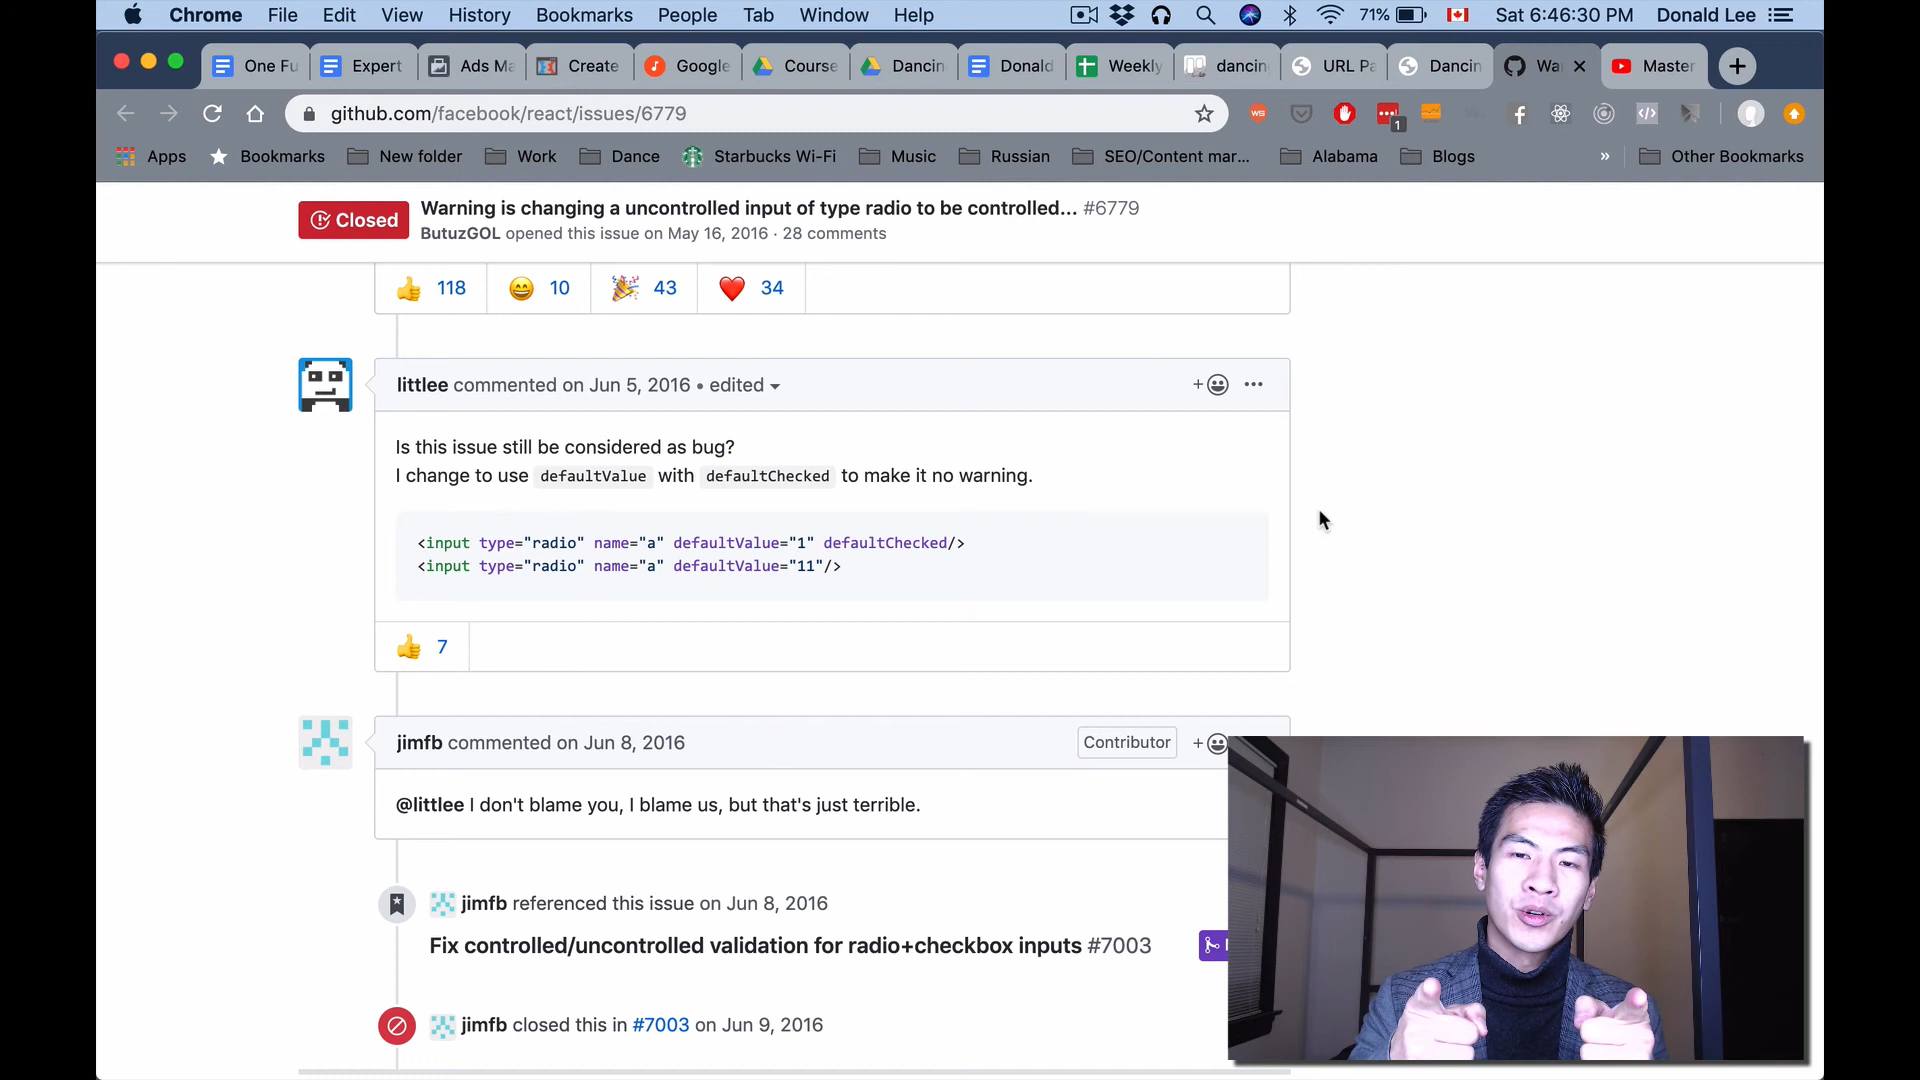 Chrome File Edit View History Bookmarks People Tab Window Help 71% Sat 6:46:30 PM Donald Lee
One Fu Expert Ads Ma Create Google Course Dancin Donald Weekly dancing URL Pa Dancin Wa Master
github.com/facebook/react/issues/6779
1
Apps Bookmarks New folder Work Dance Starbucks Wi-Fi Music Russian SEO/Content mar... Alabama Blogs » Other Bookmarks
Closed Warning is changing a uncontrolled input of type radio to be controlled... #6779
ButuzGOL opened this issue on May 16, 2016 · 28 comments
118 10 43 34
littlee commented on Jun 5, 2016 • edited
Is this issue still be considered as bug?
I change to use defaultValue with defaultChecked to make it no warning.
<input type="radio" name="a" defaultValue="1" defaultChecked/>
<input type="radio" name="a" defaultValue="11"/>
7
jimfb commented on Jun 8, 2016 Contributor
@littlee I don't blame you, I blame us, but that's just terrible.
jimfb referenced this issue on Jun 8, 2016
Fix controlled/uncontrolled validation for radio+checkbox inputs #7003
jimfb closed this in #7003 on Jun 9, 2016